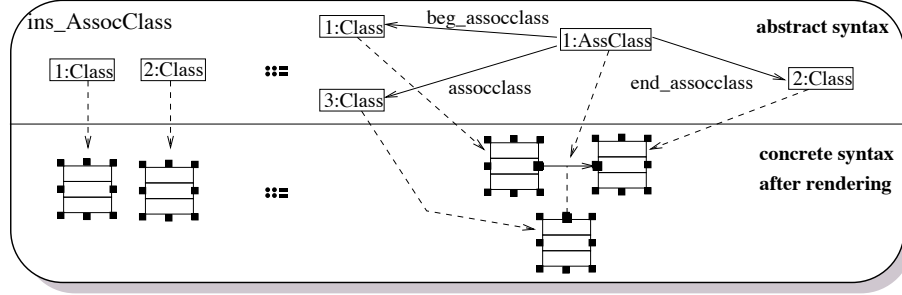 ins_AssocClass
1:Class
beg_assocclass
1:AssClass
abstract syntax
1:Class
2:Class
::=
assocclass
end_assocclass
2:Class
3:Class
concrete syntax
after rendering
::=